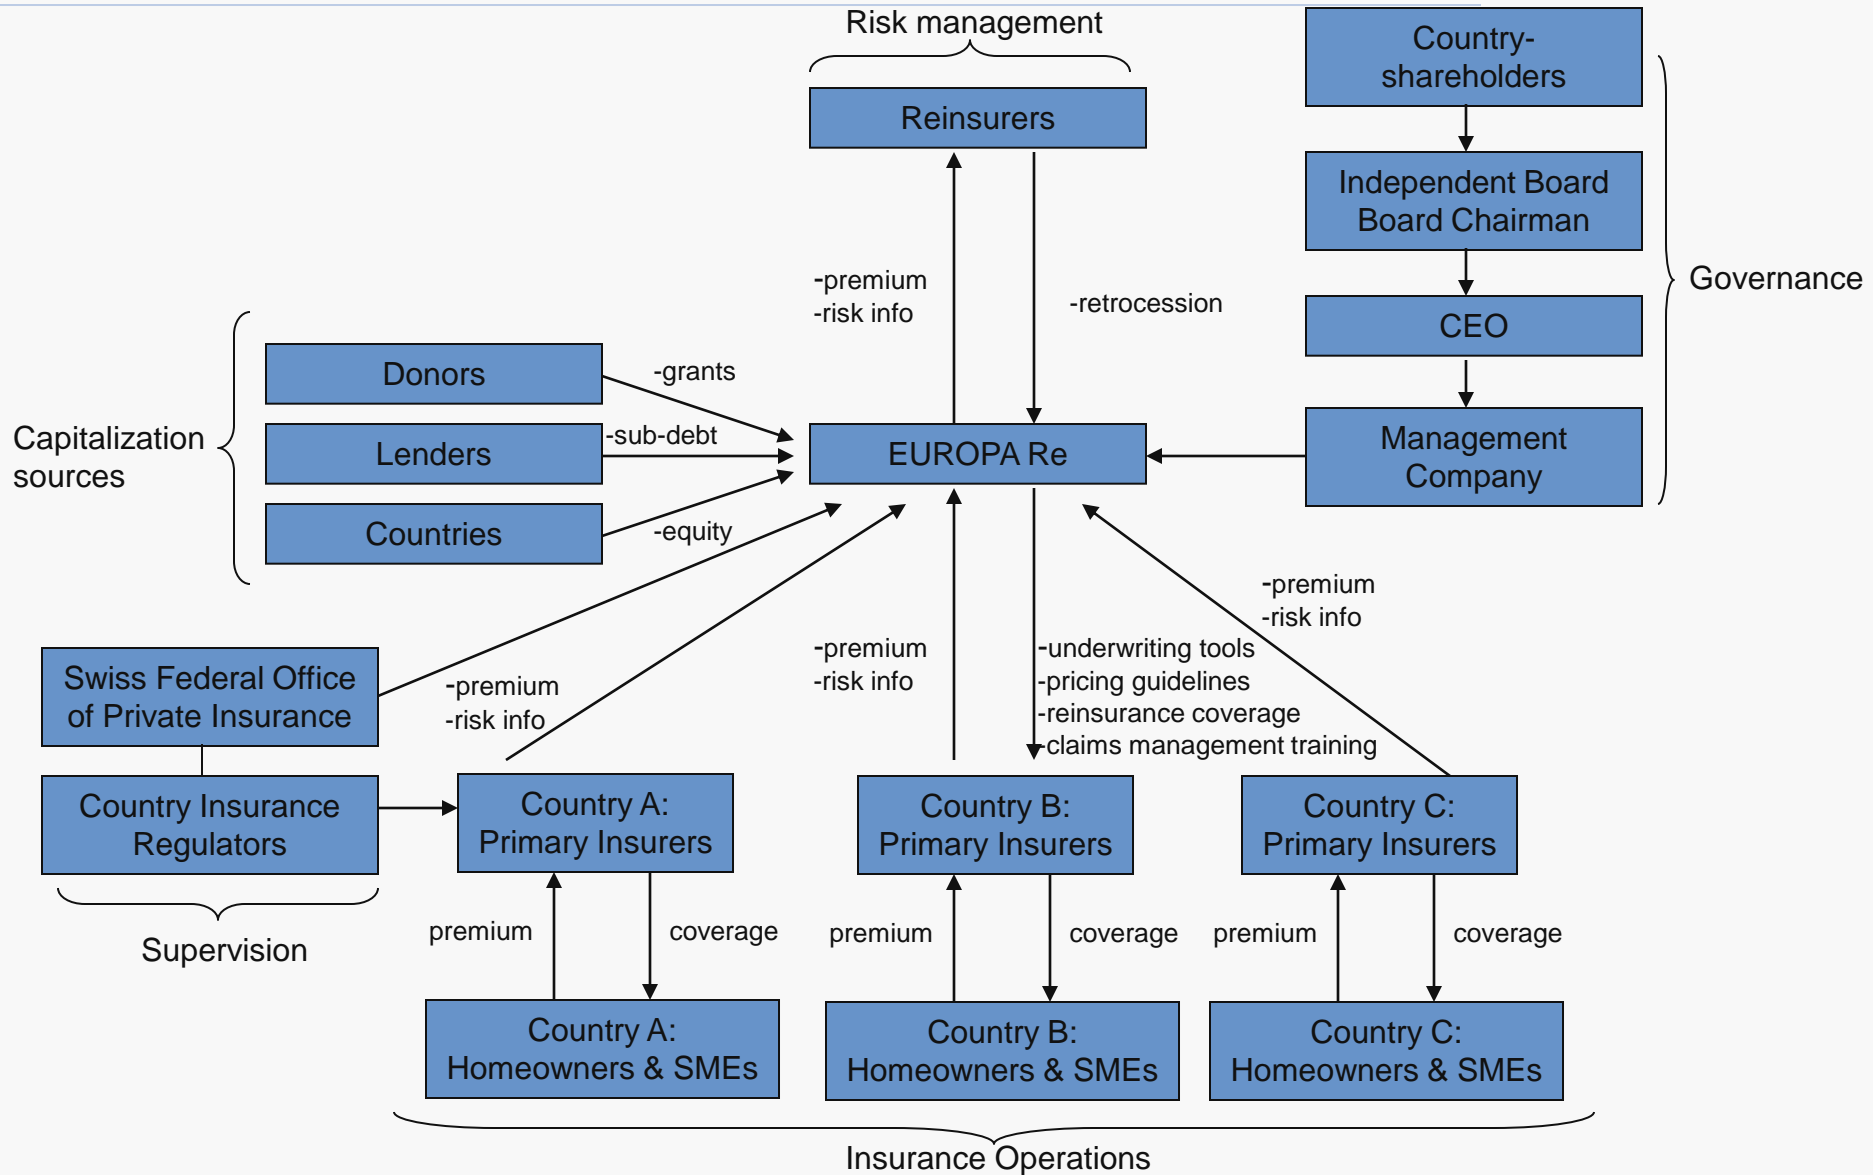 Risk management
Reinsurers
Country-
shareholders
Independent Board
Board Chairman
CEO
Management
Company
Governance
-premium
-risk info
-retrocession
Capitalization
sources
Donors
Lenders
Countries
-grants
-sub-debt
-equity
EUROPA Re
Swiss Federal Office
of Private Insurance
Country Insurance
Regulators
Supervision
-premium
-risk info
-premium
-risk info
-underwriting tools
-pricing guidelines
-reinsurance coverage
-claims management training
-premium
-risk info
Country A:
Primary Insurers
Country B:
Primary Insurers
Country C:
Primary Insurers
premium
coverage
premium
coverage
premium
coverage
Country A:
Homeowners & SMEs
Country B:
Homeowners & SMEs
Country C:
Homeowners & SMEs
Insurance Operations